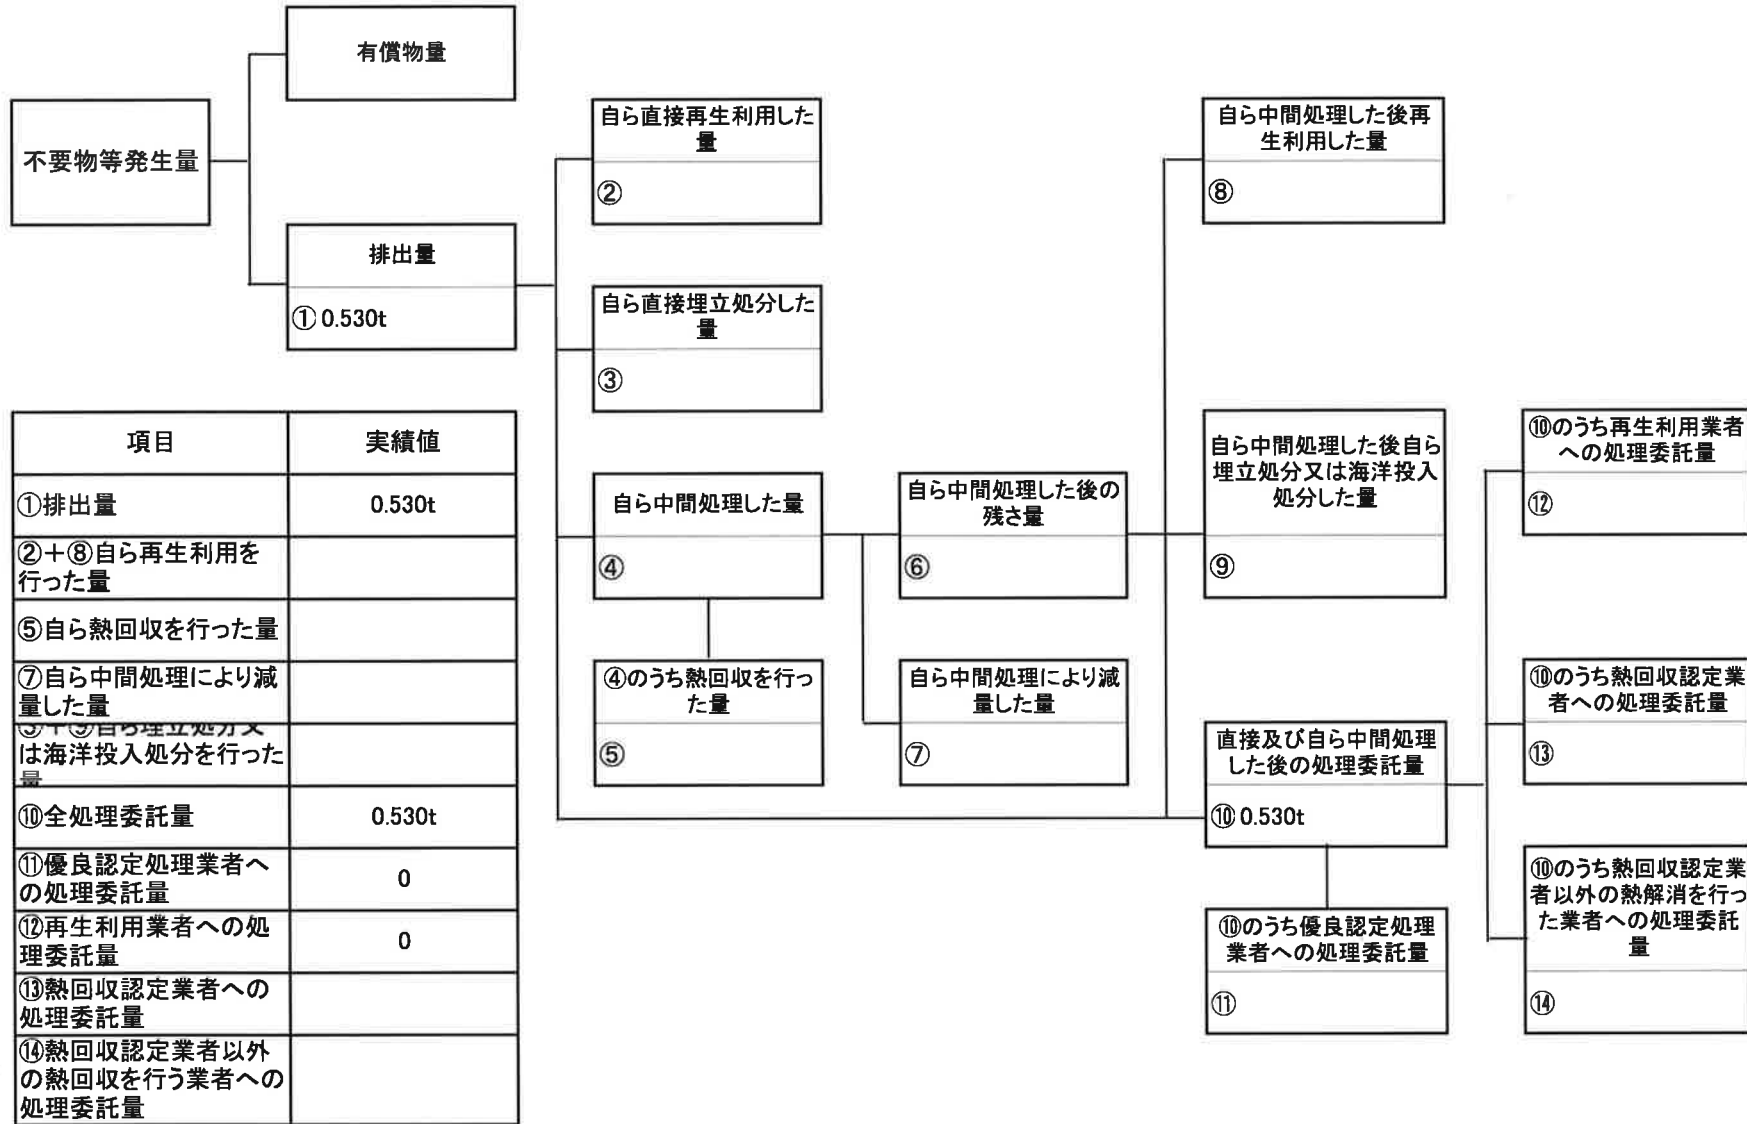 有償物量
不要物等発生量
排出量
①0.530t
自ら直接再生利用した
量
②
自ら直接埋立処分した
量
③
自ら中間処理した量
④
④のうち熱回収を行っ
た量
⑤
自ら中間処理した後の
残さ量
⑥
自ら中間処理により減
量した量
⑦
自ら中間処理した後再
生利用した量
⑧
自ら中間処理した後自ら
埋立処分又は海洋投入
処分した量
⑨
直接及び自ら中間処理
した後の処理委託量
⑩0.530t
⑩のうち優良認定処理
業者への処理委託量
⑪
⑩のうち再生利用業者
への処理委託量
⑫
⑩のうち熱回収認定業
者への処理委託量
⑬
⑩のうち熱回収認定業
者以外の熱解消を行っ
た業者への処理委託
量
⑭
項目 実績値
①排出量 0.530t
②+⑧自ら再生利用を
行った量
⑤自ら熱回収を行った量
⑦自ら中間処理により減
量した量
③+⑨自ら埋立処分又
は海洋投入処分を行った
量
⑩全処理委託量 0.530t
⑪優良認定処理業者へ
の処理委託量 0
⑫再生利用業者への処
理委託量 0
⑬熱回収認定業者への
処理委託量
⑭熱回収認定業者以外
の熱回収を行う業者への
処理委託量